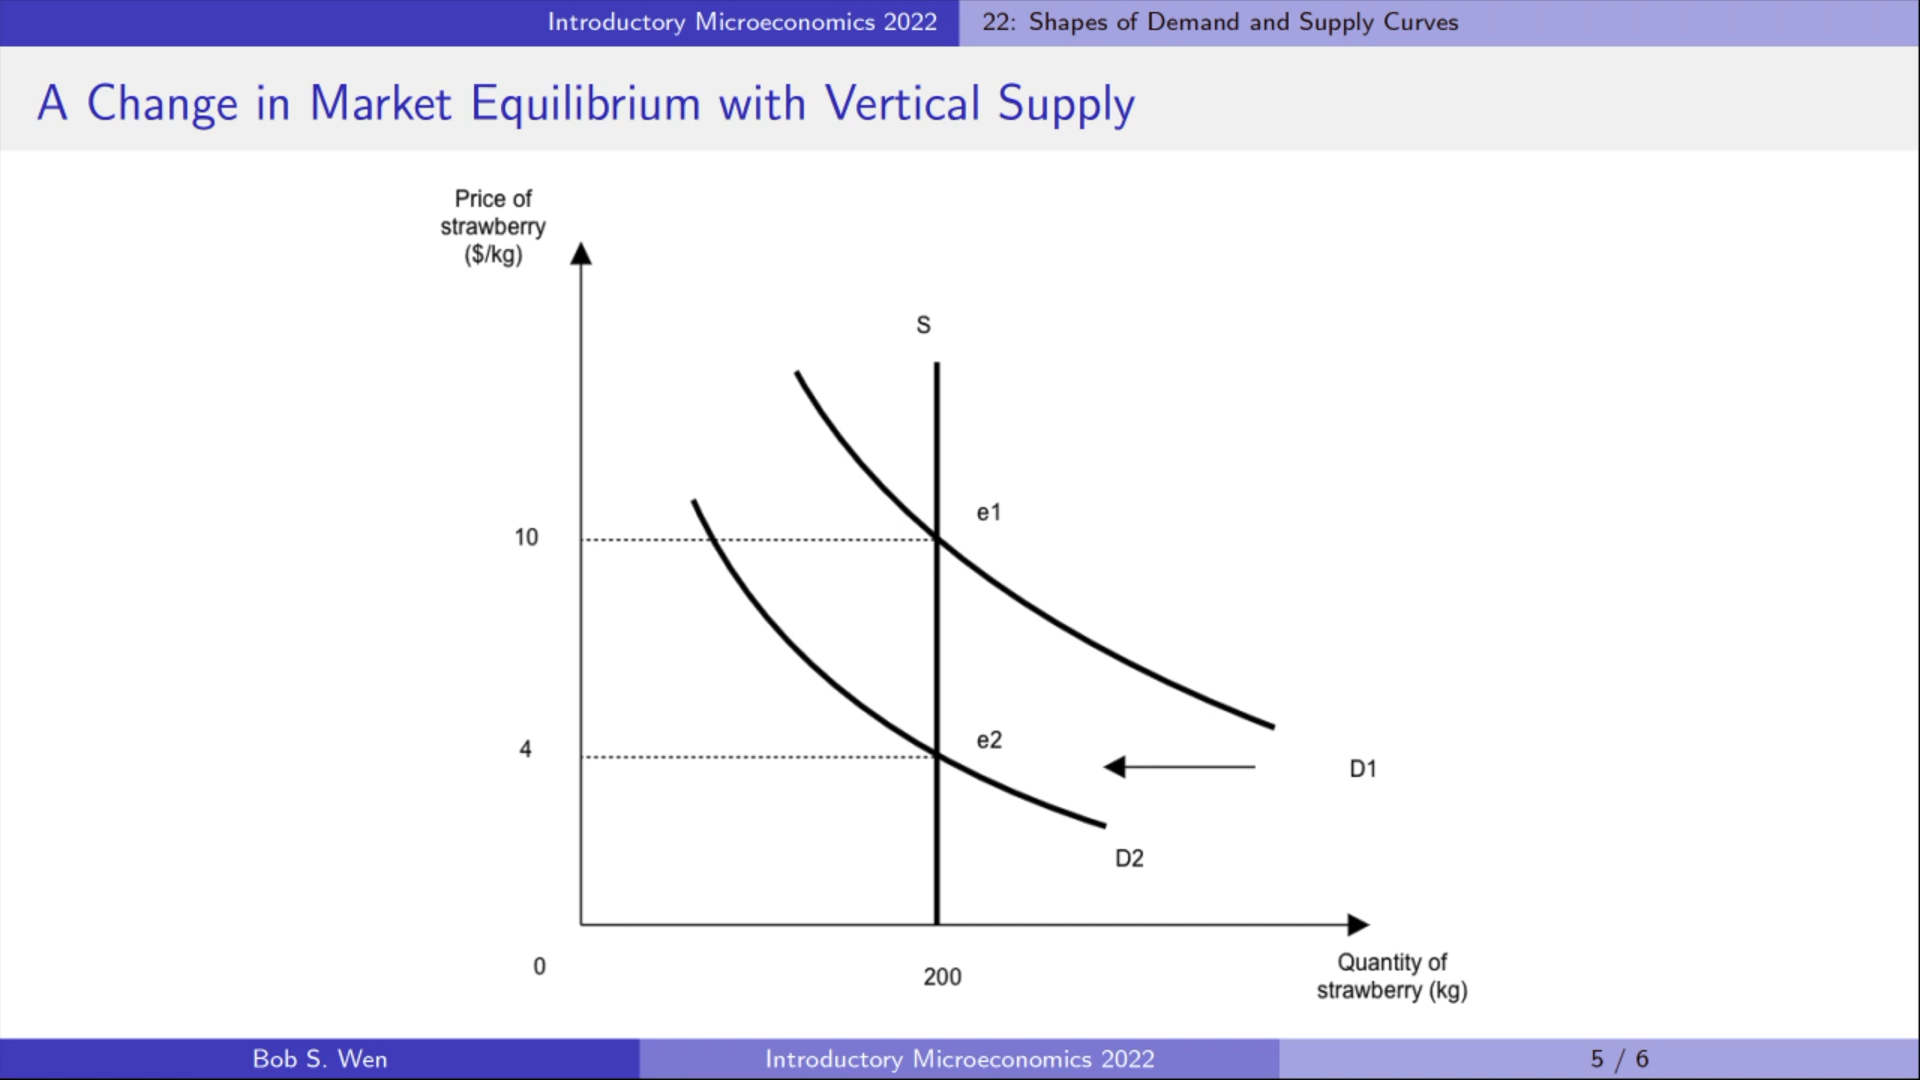 Introductory Microeconomics 2022
22: Shapes of Demand and Supply Curves
A Change in Market Equilibrium with Vertical Supply
Price of
strawberry
($/kg)
S
e1
10
e2
4
D1
D2
0
200
Quantity of
strawberry (kg)
Bob S. Wen
Introductory Microeconomics 2022
5 / 6